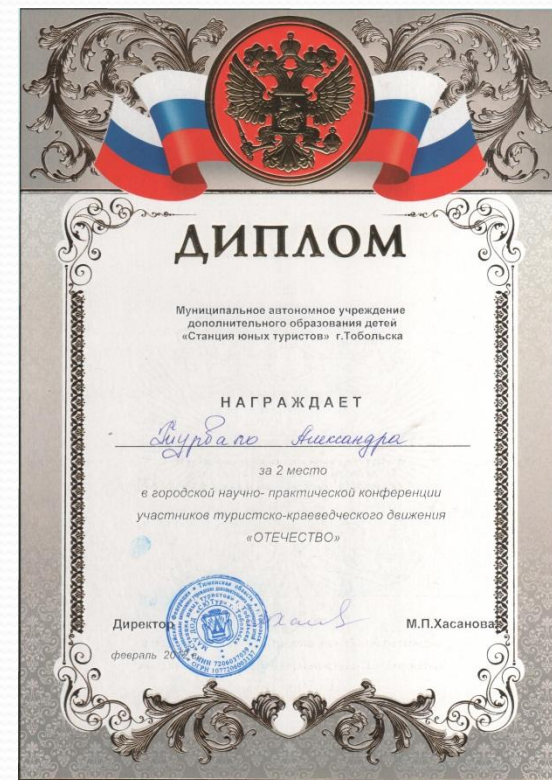 ДИПЛОМ
Муниципальное автономное учреждение
дополнительного образования детей
«Станция юных туристов» г.Тобольска
НАГРАЖДАЕТ
Александра
за 2 место
в городской научно- практической конференции
участников туристско-краеведческого движения
«ОТЕЧЕСТВО»
Директор
М.П.Хасанова
февраль